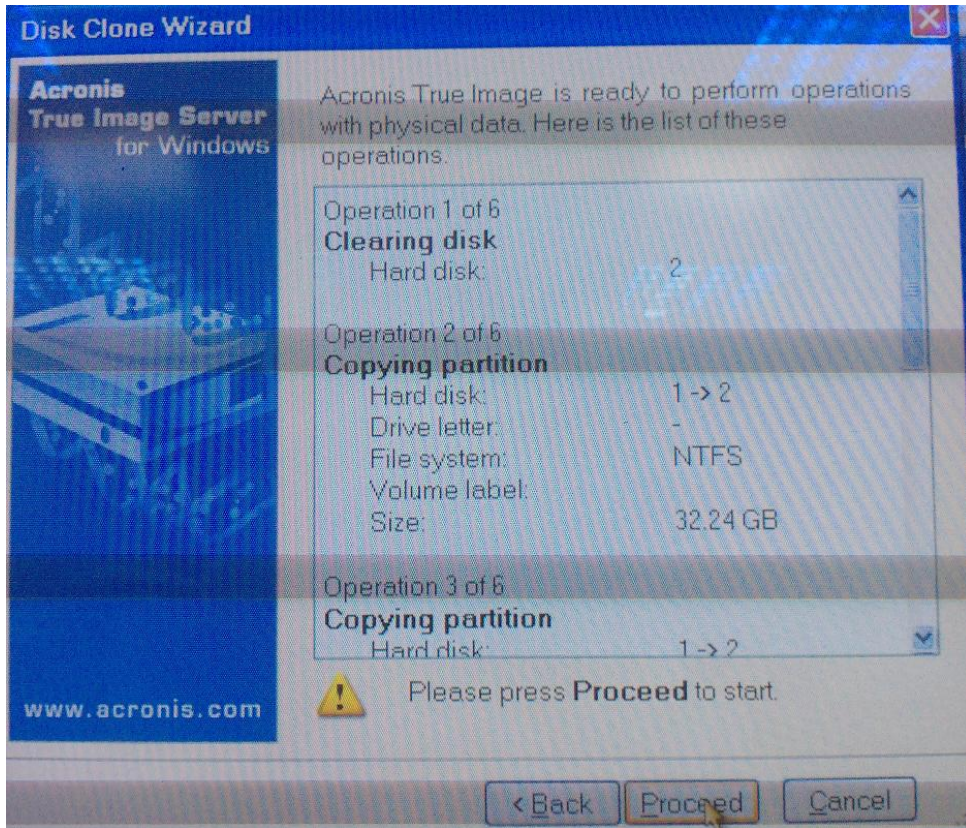 Disk Clone Wizard
Acronis
True Image Server
for Windows
www.acronis.com
Acronis True Image is ready to perform operations
with physical data. Here is the list of these
operations.
Operation 1 of 6
Clearing disk
Hard disk: 2
Operation 2 of 6
Copying partition
Hard disk: 1 -> 2
Drive letter: -
File system: NTFS
Volume label:
Size: 32.24 GB
Operation 3 of 6
Copying partition
Hard disk: 1 -> 2
Please press Proceed to start.
< Back Proceed Cancel